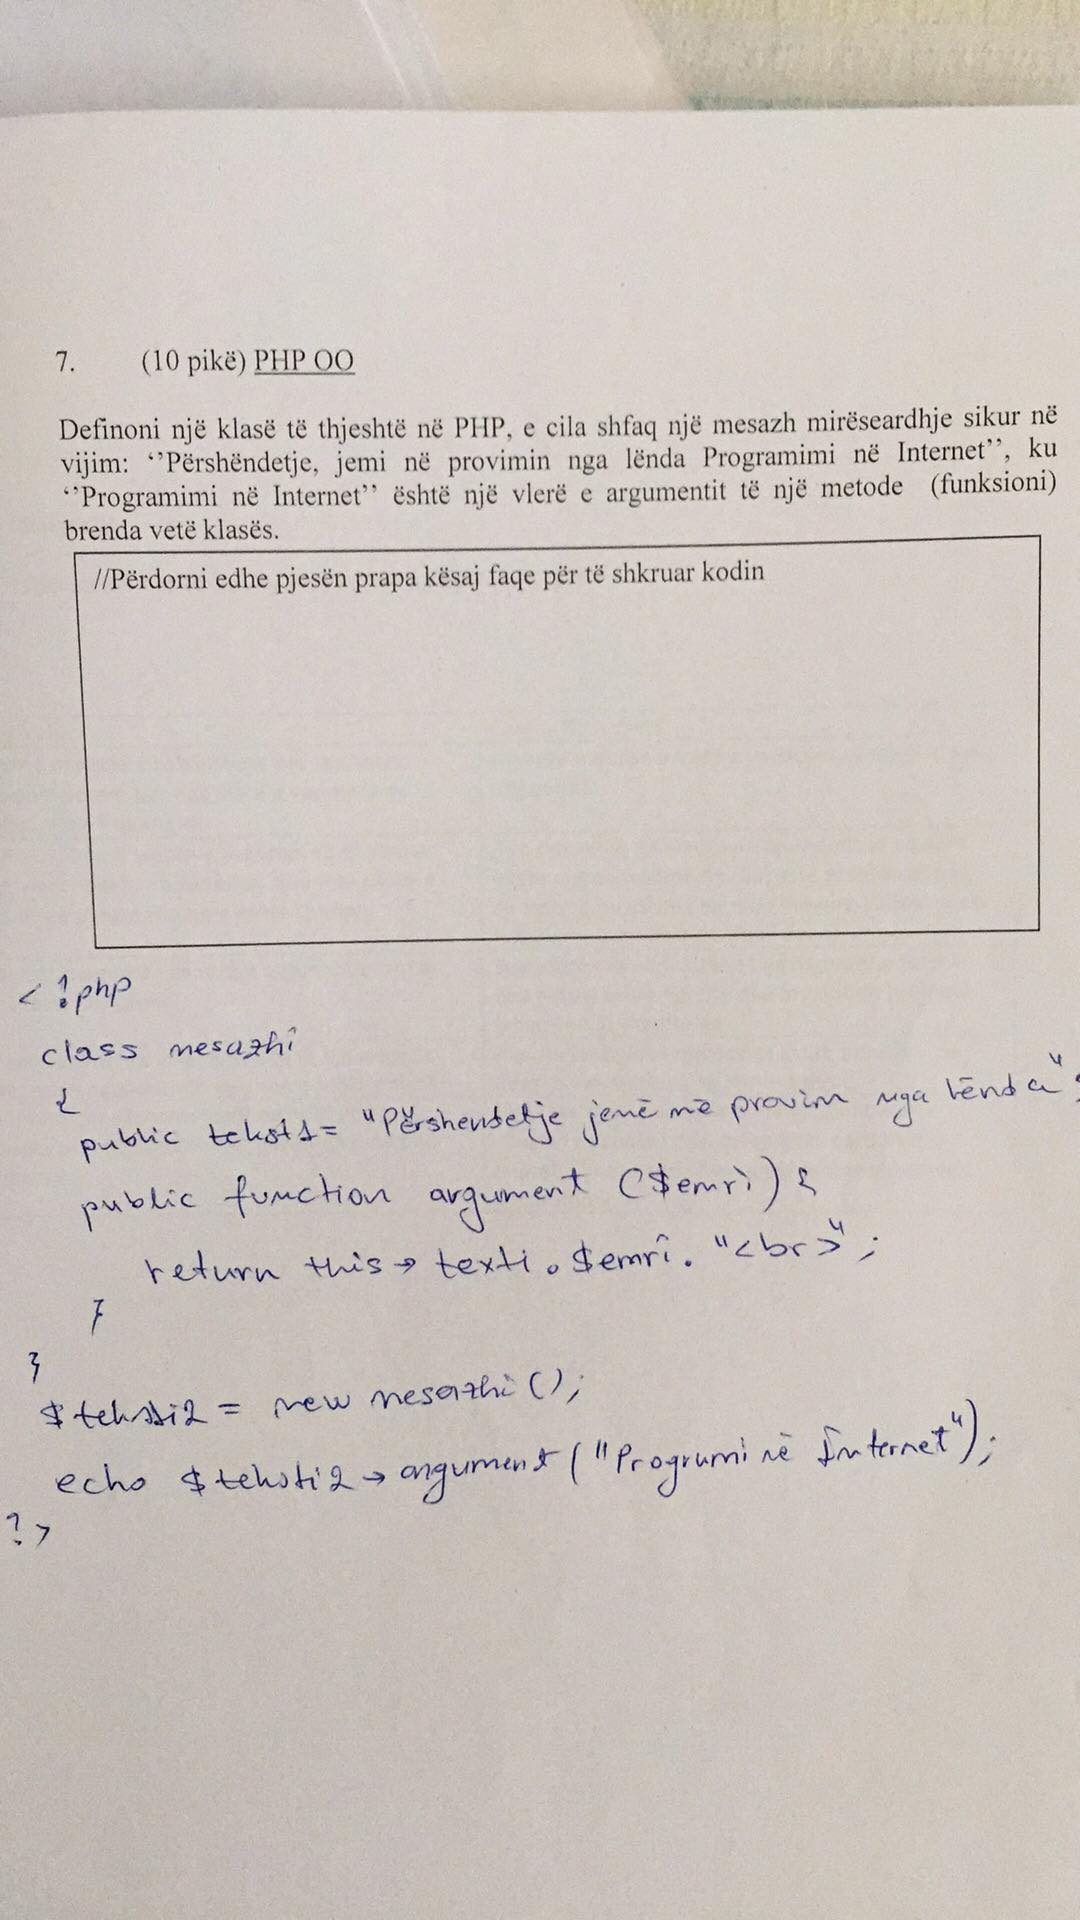 7. (10 pikë) PHP OO
Definoni një klasë të thjeshtë në PHP, e cila shfaq një mesazh mirëseardhje sikur në
vijim: ‘’Përshëndetje, jemi në provimin nga lënda Programimi në Internet’’, ku
‘’Programimi në Internet’’ është një vlerë e argumentit të një metode (funksioni)
brenda vetë klasës.
//Përdorni edhe pjesën prapa kësaj faqe për të shkruar kodin
<?php
class mesazhi
{
public tekst1= "Përshendetje jemë në provim nga lënda";
public function argument ($emri) {
return this→ texti . $emri. "<br>";
}
}
$teksti2 = new mesazhi ();
echo $teksti2 → argument ("Programi në Internet");
?>